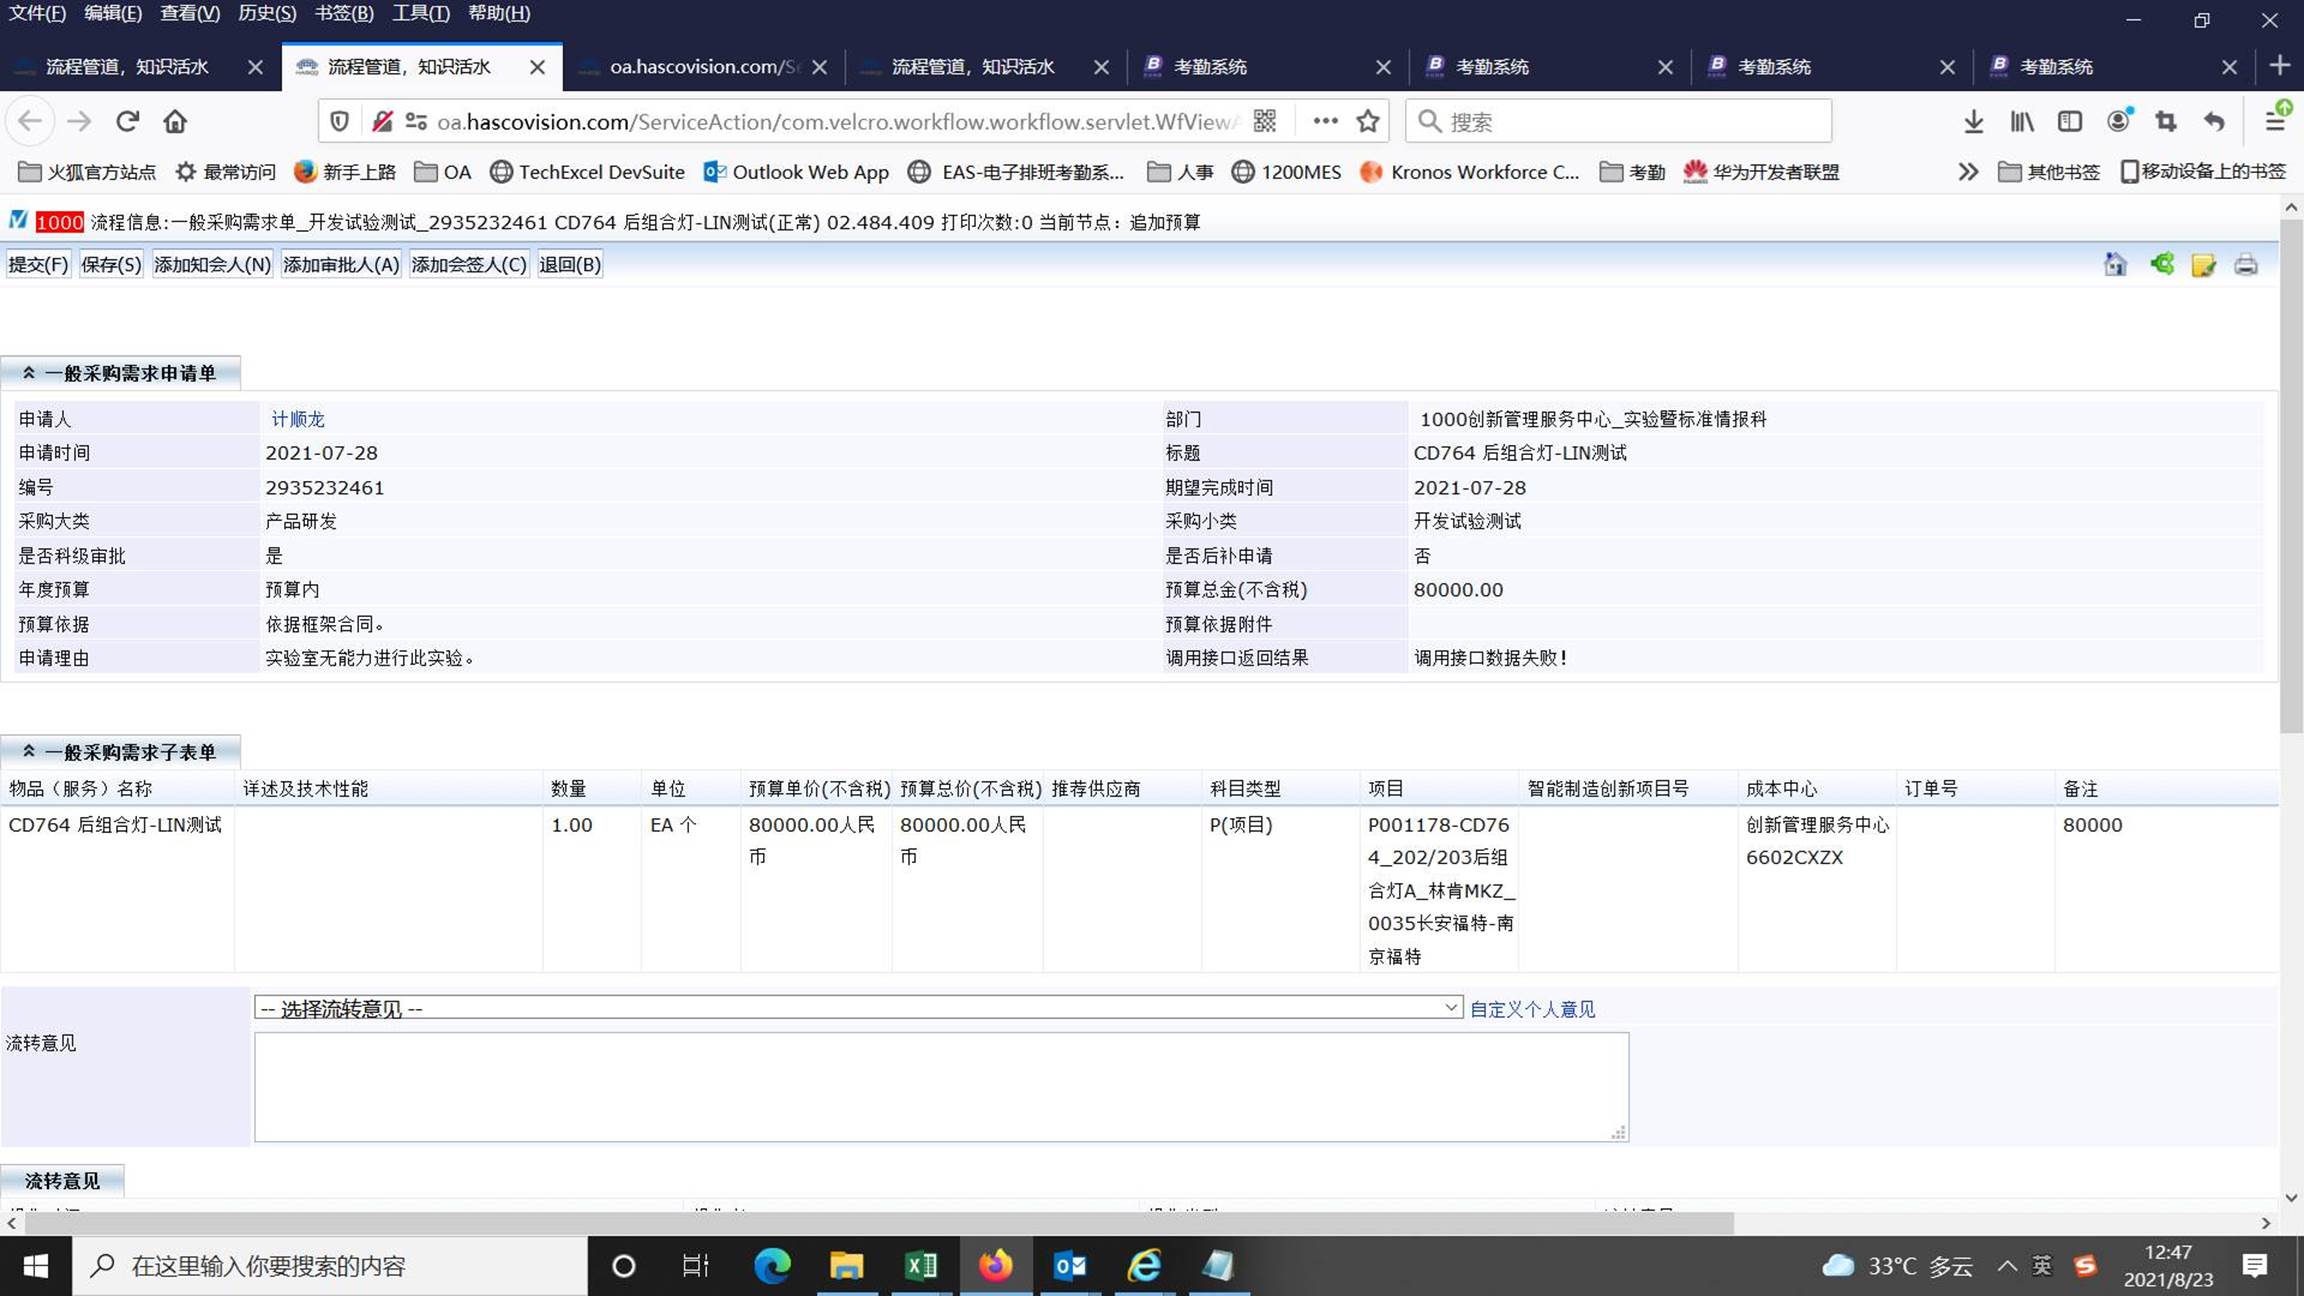 文件(F) 编辑(E) 查看(V) 历史(S) 书签(B) 工具(T) 帮助(H)
流程管道，知识活水 流程管道，知识活水 oa.hascovision.com/Se 流程管道，知识活水 考勤系统 考勤系统 考勤系统 考勤系统
oa.hascovision.com/ServiceAction/com.velcro.workflow.workflow.servlet.WfViewA 搜索
火狐官方站点 最常访问 新手上路 OA TechExcel DevSuite Outlook Web App EAS-电子排班考勤系... 人事 1200MES Kronos Workforce C... 考勤 华为开发者联盟 其他书签 移动设备上的书签
1000 流程信息:一般采购需求单_开发试验测试_2935232461 CD764 后组合灯-LIN测试(正常) 02.484.409 打印次数:0 当前节点：追加预算
提交(F) 保存(S) 添加知会人(N) 添加审批人(A) 添加会签人(C) 退回(B)
一般采购需求申请单
申请人 计顺龙 部门 1000创新管理服务中心_实验暨标准情报科
申请时间 2021-07-28 标题 CD764 后组合灯-LIN测试
编号 2935232461 期望完成时间 2021-07-28
采购大类 产品研发 采购小类 开发试验测试
是否科级审批 是 是否后补申请 否
年度预算 预算内 预算总金(不含税) 80000.00
预算依据 依据框架合同。 预算依据附件
申请理由 实验室无能力进行此实验。 调用接口返回结果 调用接口数据失败！
一般采购需求子表单
物品（服务）名称 详述及技术性能 数量 单位 预算单价(不含税) 预算总价(不含税) 推荐供应商 科目类型 项目 智能制造创新项目号 成本中心 订单号 备注
CD764 后组合灯-LIN测试 1.00 EA 个 80000.00人民 80000.00人民 P(项目) P001178-CD76 创新管理服务中心 80000
币 币 4_202/203后组 6602CXZX
合灯A_林肯MKZ_
0035长安福特-南
京福特
-- 选择流转意见 -- 自定义个人意见
流转意见
流转意见
在这里输入你要搜索的内容 33°C 多云 英 12:47
2021/8/23